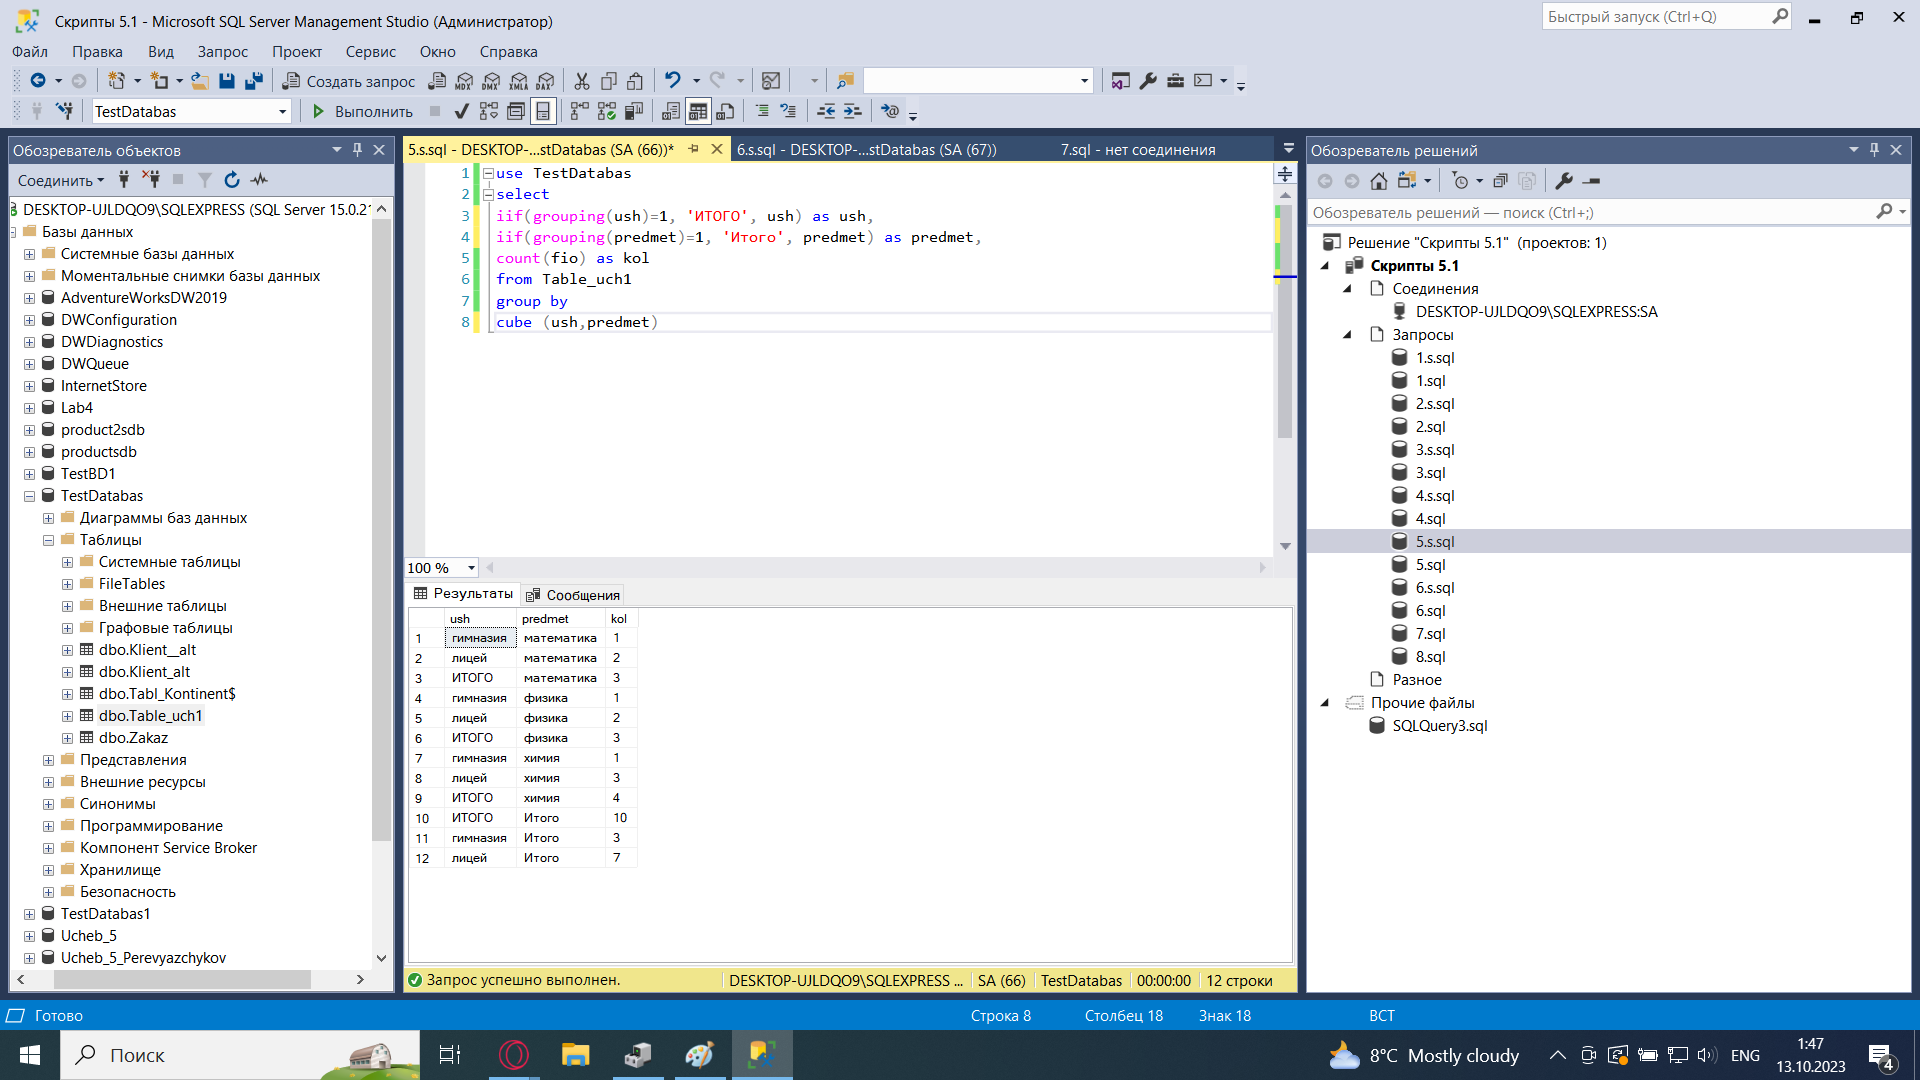 Скрипты 5.1 - Microsoft SQL Server Management Studio (Администратор)
Быстрый запуск (Ctrl+Q)
Файл Правка Вид Запрос Проект Сервис Окно Справка
Создать запрос MDX DMX XMLA DAX
TestDatabas Выполнить
Обозреватель объектов
Соединить
DESKTOP-UJLDQO9\SQLEXPRESS (SQL Server 15.0.21
Базы данных
Системные базы данных
Моментальные снимки базы данных
AdventureWorksDW2019
DWConfiguration
DWDiagnostics
DWQueue
InternetStore
Lab4
product2sdb
productsdb
TestBD1
TestDatabas
Диаграммы баз данных
Таблицы
Системные таблицы
FileTables
Внешние таблицы
Графовые таблицы
dbo.Klient__alt
dbo.Klient_alt
dbo.Tabl_Kontinent$
dbo.Table_uch1
dbo.Zakaz
Представления
Внешние ресурсы
Синонимы
Программирование
Компонент Service Broker
Хранилище
Безопасность
TestDatabas1
Ucheb_5
Ucheb_5_Perevyazchykov
5.s.sql - DESKTOP-...stDatabas (SA (66))* 6.s.sql - DESKTOP-...stDatabas (SA (67)) 7.sql - нет соединения
1 use TestDatabas
2 select
3 iif(grouping(ush)=1, 'ИТОГО', ush) as ush,
4 iif(grouping(predmet)=1, 'Итого', predmet) as predmet,
5 count(fio) as kol
6 from Table_uch1
7 group by
8 cube (ush,predmet)
100 %
Результаты Сообщения
ush predmet kol
1 гимназия математика 1
2 лицей математика 2
3 ИТОГО математика 3
4 гимназия физика 1
5 лицей физика 2
6 ИТОГО физика 3
7 гимназия химия 1
8 лицей химия 3
9 ИТОГО химия 4
10 ИТОГО Итого 10
11 гимназия Итого 3
12 лицей Итого 7
Запрос успешно выполнен. DESKTOP-UJLDQO9\SQLEXPRESS ... SA (66) TestDatabas 00:00:00 12 строки
Обозреватель решений
Обозреватель решений — поиск (Ctrl+;)
Решение "Скрипты 5.1" (проектов: 1)
Скрипты 5.1
Соединения
DESKTOP-UJLDQO9\SQLEXPRESS:SA
Запросы
1.s.sql
1.sql
2.s.sql
2.sql
3.s.sql
3.sql
4.s.sql
4.sql
5.s.sql
5.sql
6.s.sql
6.sql
7.sql
8.sql
Разное
Прочие файлы
SQLQuery3.sql
Готово Строка 8 Столбец 18 Знак 18 ВСТ
Поиск
8°C Mostly cloudy
ENG
1:47
13.10.2023
4